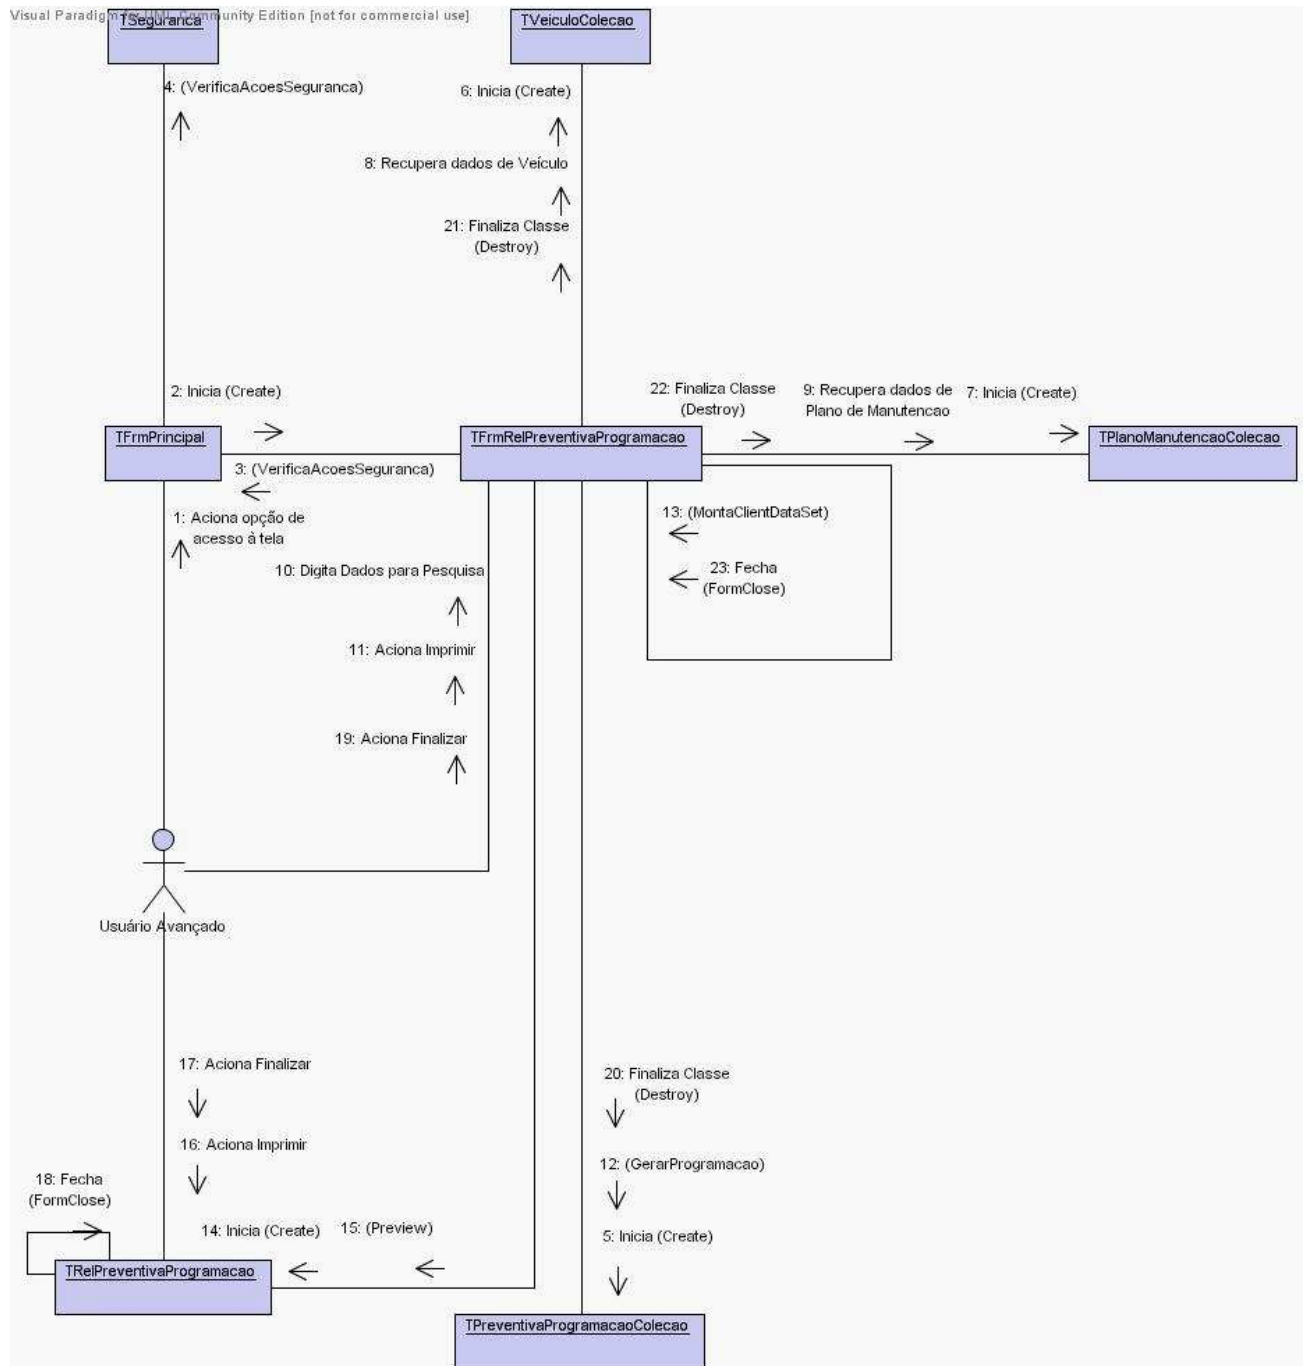 Visual Paradigm for UML Community Edition [not for commercial use]
TSeguranca
TVeiculoColecao
4: (VerificaAcoesSeguranca)
6: Inicia (Create)
8: Recupera dados de Veículo
21: Finaliza Classe
(Destroy)
2: Inicia (Create)
22: Finaliza Classe
(Destroy)
9: Recupera dados de
Plano de Manutencao
7: Inicia (Create)
TFrmPrincipal
TFrmRelPreventivaProgramacao
TPlanoManutencaoColecao
3: (VerificaAcoesSeguranca)
1: Aciona opção de
acesso à tela
13: (MontaClientDataSet)
10: Digita Dados para Pesquisa
23: Fecha
(FormClose)
11: Aciona Imprimir
19: Aciona Finalizar
Usuário Avançado
17: Aciona Finalizar
20: Finaliza Classe
(Destroy)
16: Aciona Imprimir
12: (GerarProgramacao)
18: Fecha
(FormClose)
14: Inicia (Create)
15: (Preview)
5: Inicia (Create)
TRelPreventivaProgramacao
TPreventivaProgramacaoColecao